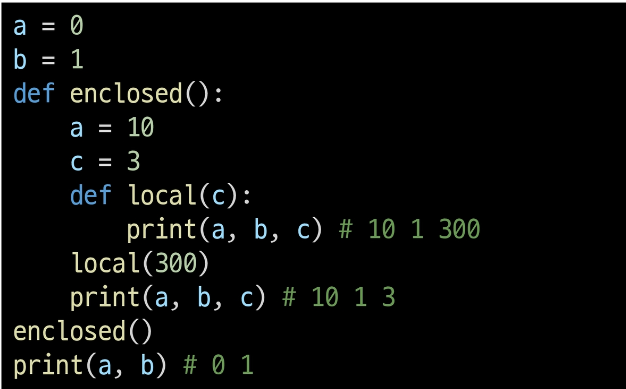 a = 0
b = 1
def enclosed():
    a = 10
    c = 3
    def local(c):
        print(a, b, c) # 10 1 300
    local(300)
    print(a, b, c) # 10 1 3
enclosed()
print(a, b) # 0 1